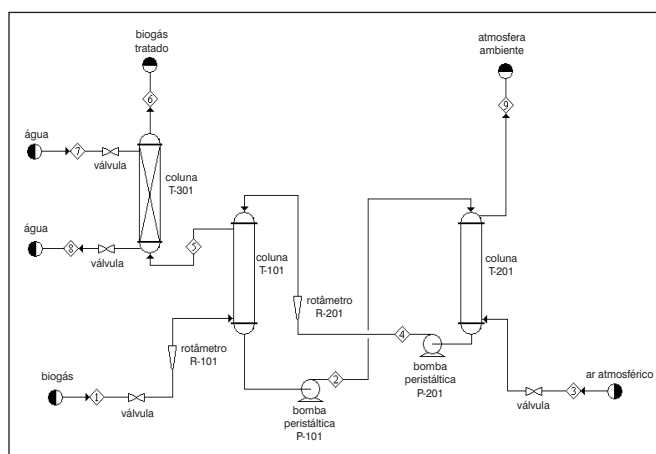 biogás
tratado
6
atmosfera
ambiente
9
água
7
válvula
coluna
T-301
água
8
válvula
5
coluna
T-101
coluna
T-201
rotâmetro
R-201
rotâmetro
R-101
4
bomba
peristáltica
P-201
biogás
1
válvula
2
bomba
peristáltica
P-101
válvula
3
ar atmosférico